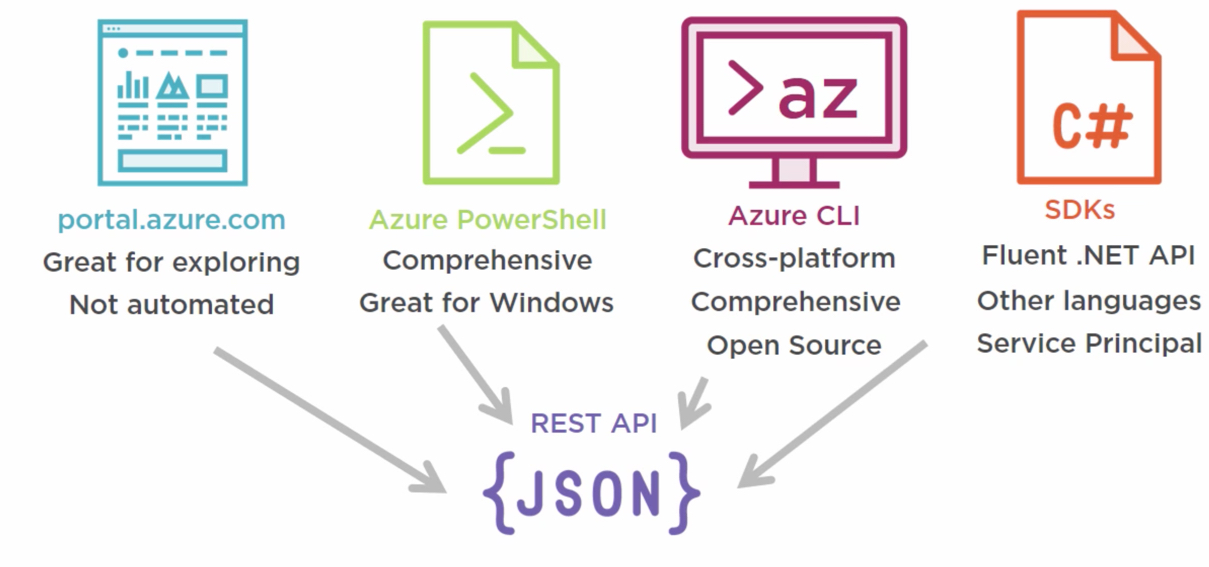 >az
C#
portal.azure.com
Great for exploring
Not automated
Azure PowerShell
Comprehensive
Great for Windows
Azure CLI
Cross-platform
Comprehensive
Open Source
SDKs
Fluent .NET API
Other languages
Service Principal
REST API
{JSON}